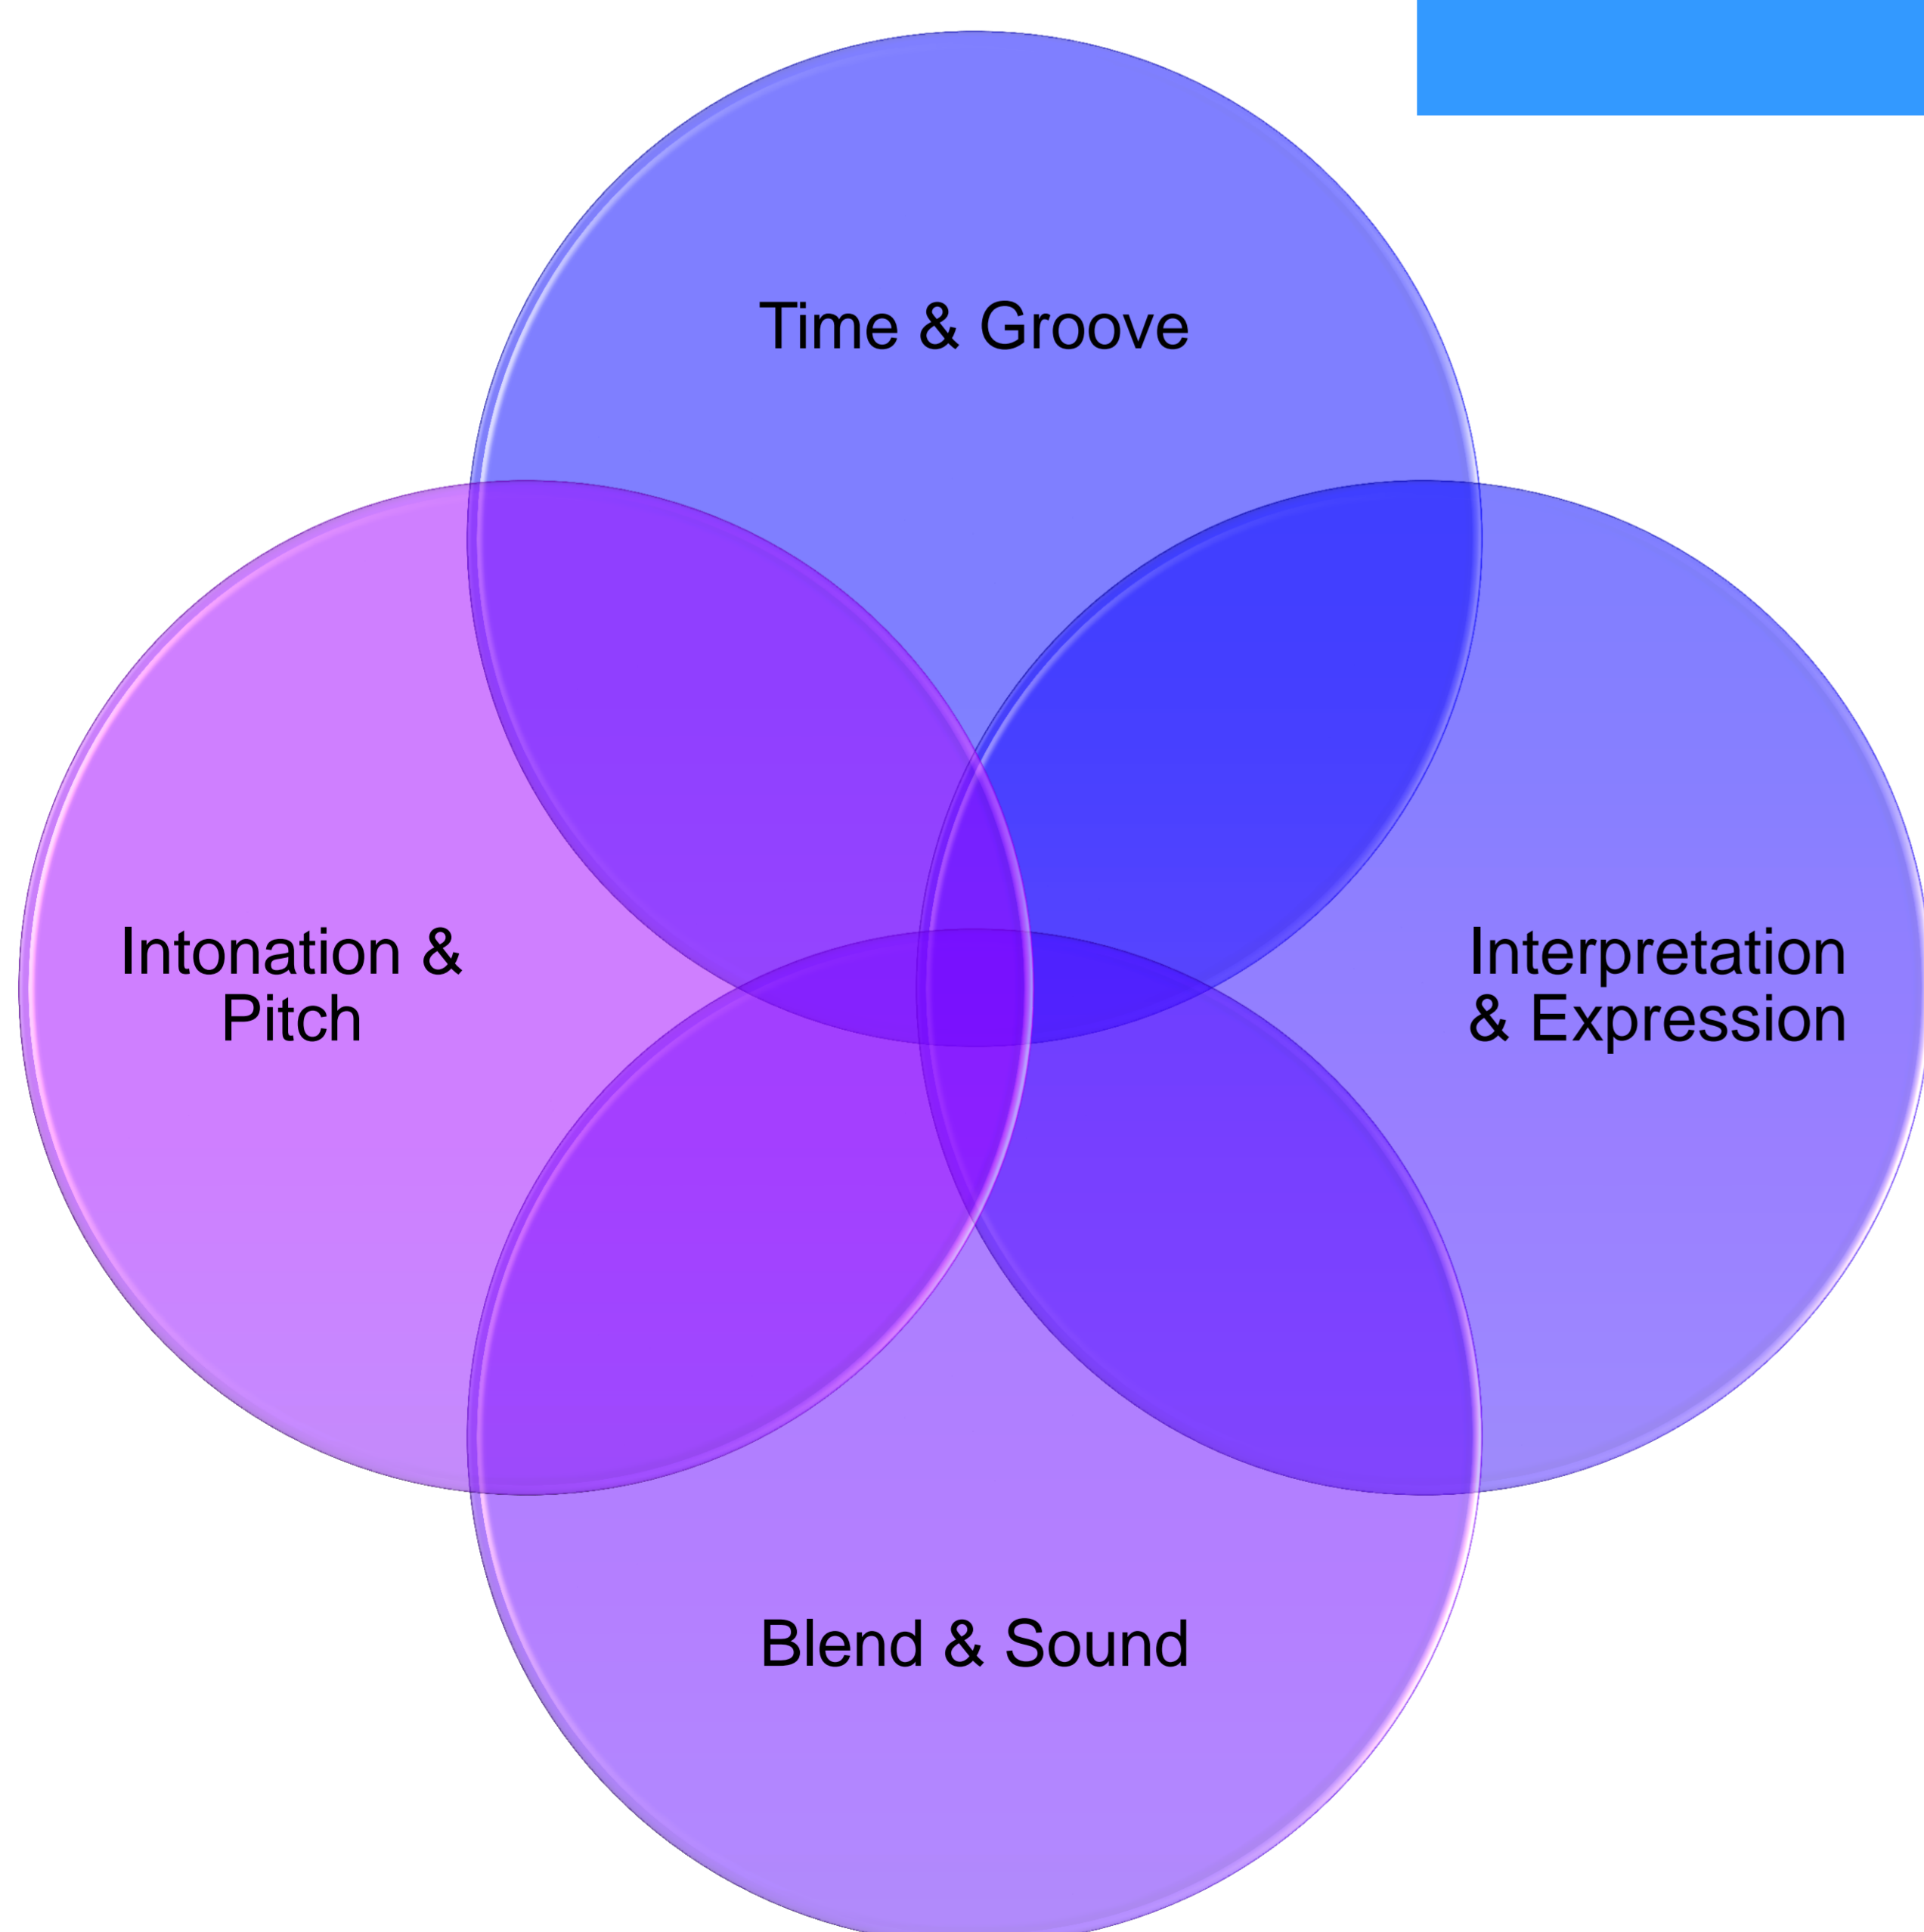 Time & Groove
Intonation &
Pitch
Interpretation
& Expression
Blend & Sound